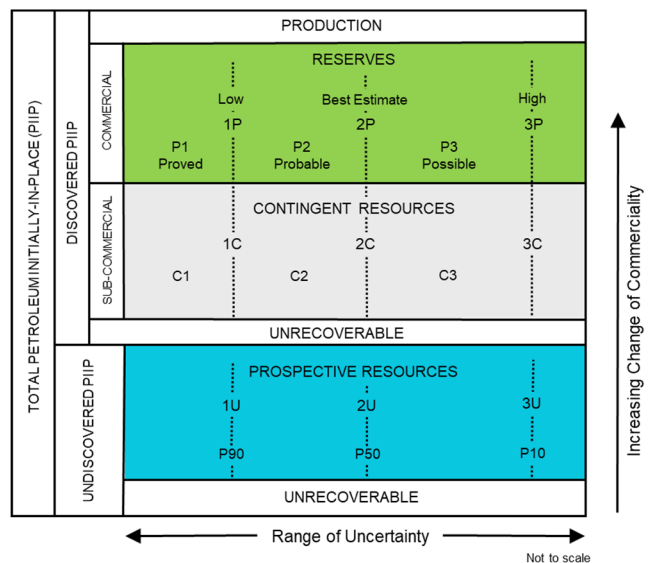 TOTAL PETROLEUM INITIALLY-IN-PLACE (PIIP)
DISCOVERED PIIP
UNDISCOVERED PIIP
COMMERCIAL
SUB-COMMERCIAL
PRODUCTION
RESERVES
Low Best Estimate High
1P 2P 3P
P1 P2 P3
Proved Probable Possible
CONTINGENT RESOURCES
1C 2C 3C
C1 C2 C3
UNRECOVERABLE
PROSPECTIVE RESOURCES
1U 2U 3U
P90 P50 P10
UNRECOVERABLE
Increasing Change of Commerciality
Range of Uncertainty
Not to scale